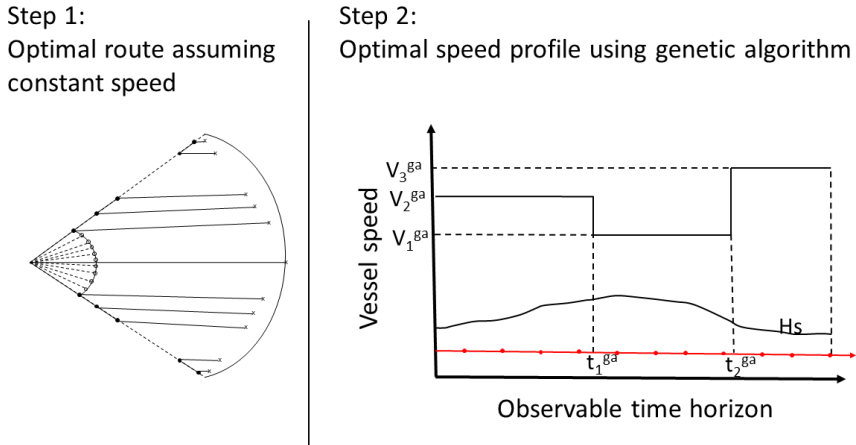 Step 1:
Optimal route assuming
constant speed
Step 2:
Optimal speed profile using genetic algorithm
Vessel speed
V₃ᵍᵃ
V₂ᵍᵃ
V₁ᵍᵃ
Hs
t₁ᵍᵃ
t₂ᵍᵃ
Observable time horizon